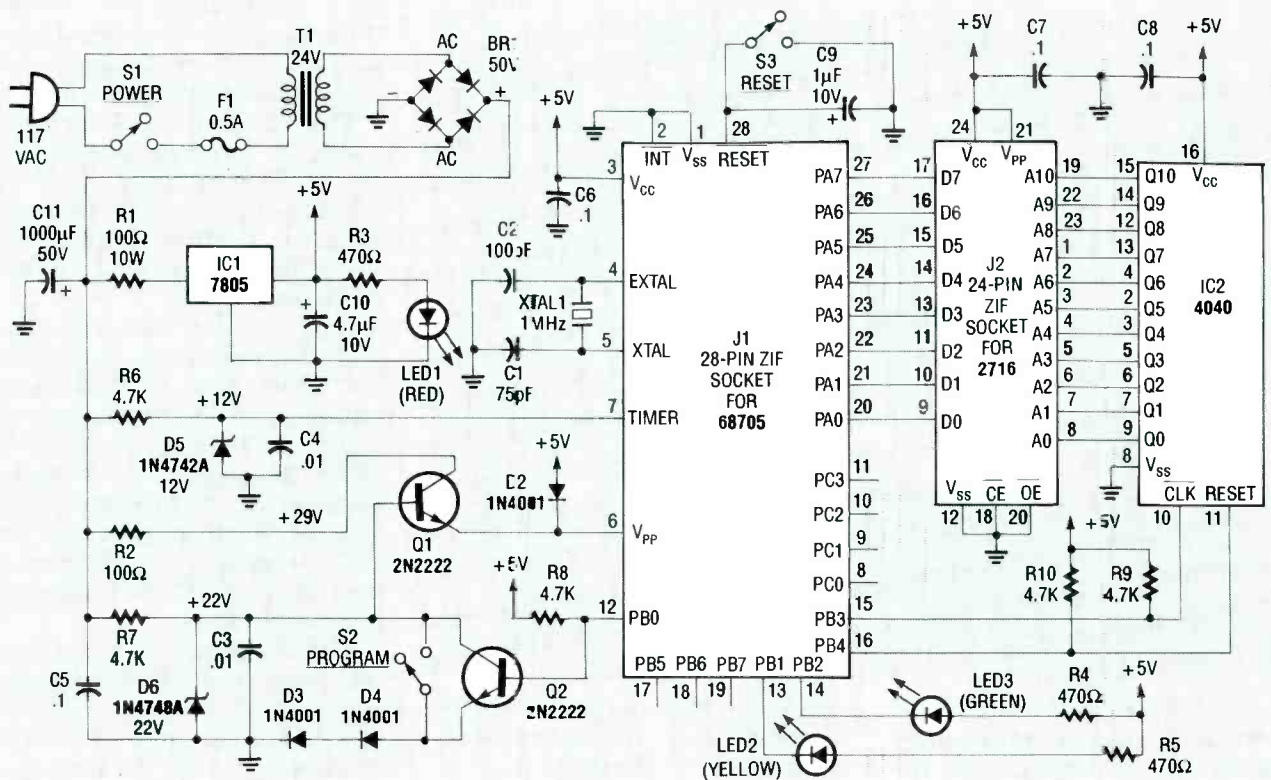 117
VAC
S1
POWER
F1
0.5A
T1
24V
AC
BR1
50V
−
+
AC
C11
1000µF
50V
+
R1
100Ω
10W
IC1
7805
+5V
R3
470Ω
+
C10
4.7µF
10V
LED1
(RED)
R6
4.7K
+12V
D5
1N4742A
12V
C4
.01
+29V
R2
100Ω
Q1
2N2222
+5V
D2
1N4001
R7
4.7K
+22V
C5
.1
D6
1N4748A
22V
C3
.01
D3
1N4001
D4
1N4001
S2
PROGRAM
Q2
2N2222
+5V
R8
4.7K
+5V
C6
.1
C2
100pF
XTAL1
1MHz
C1
75pF
S3
RESET
C9
1µF
10V
+
2
1
28
INT
VSS
RESET
3
VCC
4
EXTAL
5
XTAL
7
TIMER
6
VPP
12
PB0
J1
28-PIN ZIF
SOCKET
FOR
68705
PA7
27
PA6
26
PA5
25
PA4
24
PA3
23
PA2
22
PA1
21
PA0
20
PC3
11
PC2
10
PC1
9
PC0
8
PB3
15
PB4
16
PB5
PB6
PB7
PB1
PB2
17
18
19
13
14
+5V
C7
.1
C8
.1
+5V
24
21
VCC
VPP
17
D7
16
D6
15
D5
14
D4
13
D3
11
D2
10
D1
9
D0
J2
24-PIN
ZIF
SOCKET
FOR
2716
A10
19
A9
22
A8
23
A7
1
A6
2
A5
3
A4
4
A3
5
A2
6
A1
7
A0
8
VSS
CE
OE
12
18
20
16
VCC
15
Q10
14
Q9
12
Q8
13
Q7
4
Q6
2
Q5
3
Q4
5
Q3
6
Q2
7
Q1
9
Q0
8
VSS
IC2
4040
CLK
RESET
10
11
+5V
R10
4.7K
R9
4.7K
LED3
(GREEN)
R4
470Ω
+5V
LED2
(YELLOW)
R5
470Ω